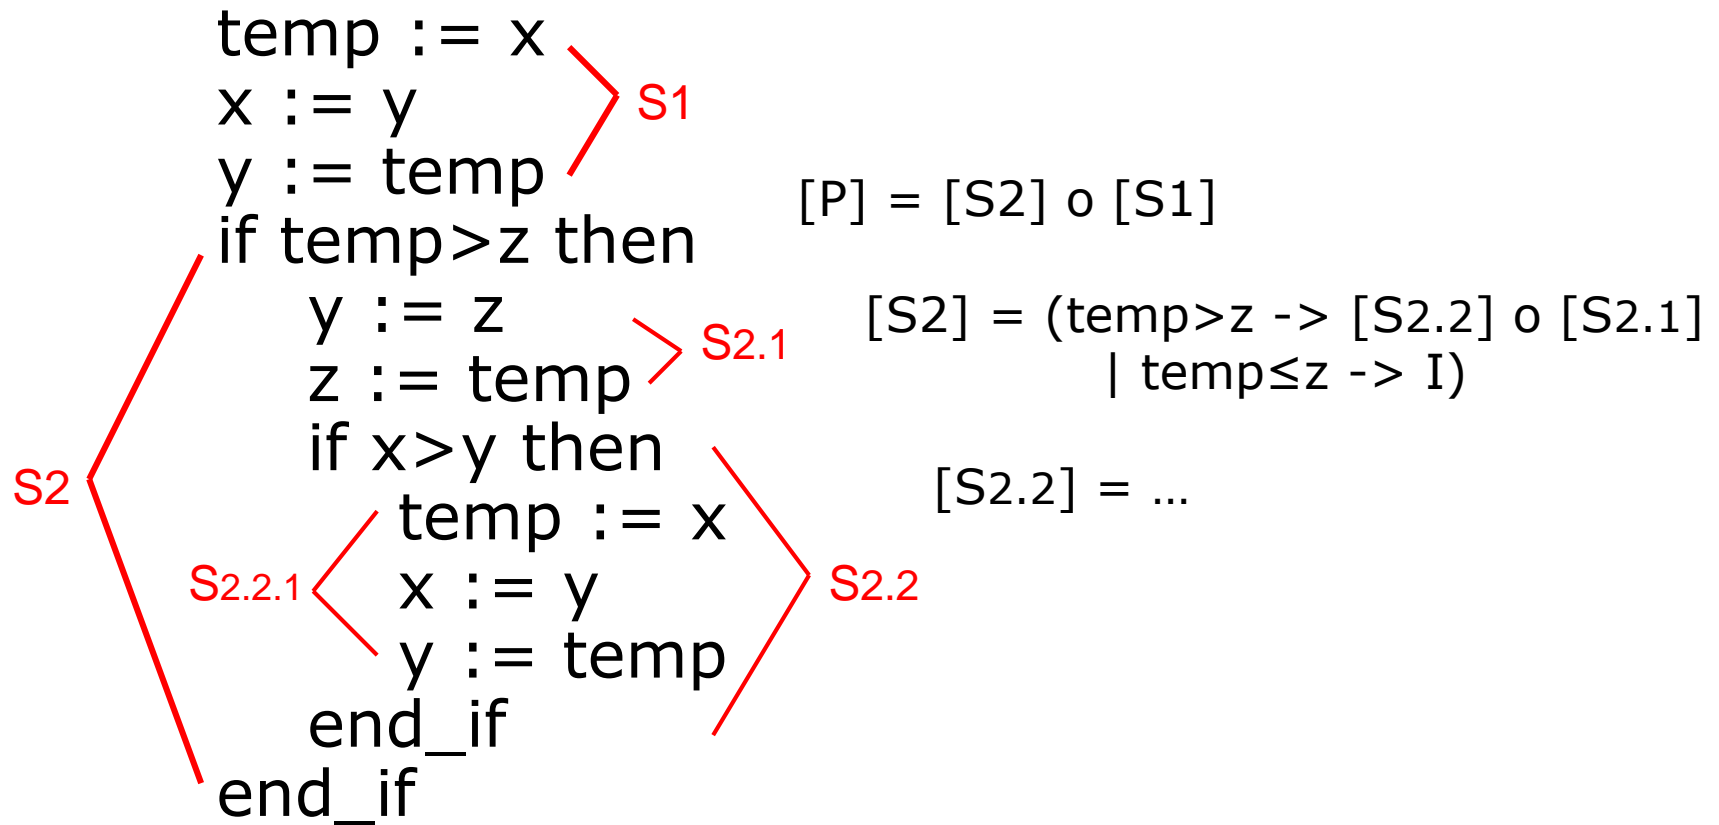 temp := x
x := y
S1
y := temp
[P] = [S2] o [S1]
if temp>z then
y := z
[S2] = (temp>z -> [S2.2] o [S2.1]
S2.1
z := temp
| temp≤z -> I)
if x>y then
S2
[S2.2] = …
temp := x
S2.2.1
x := y
S2.2
y := temp
end_if
end_if